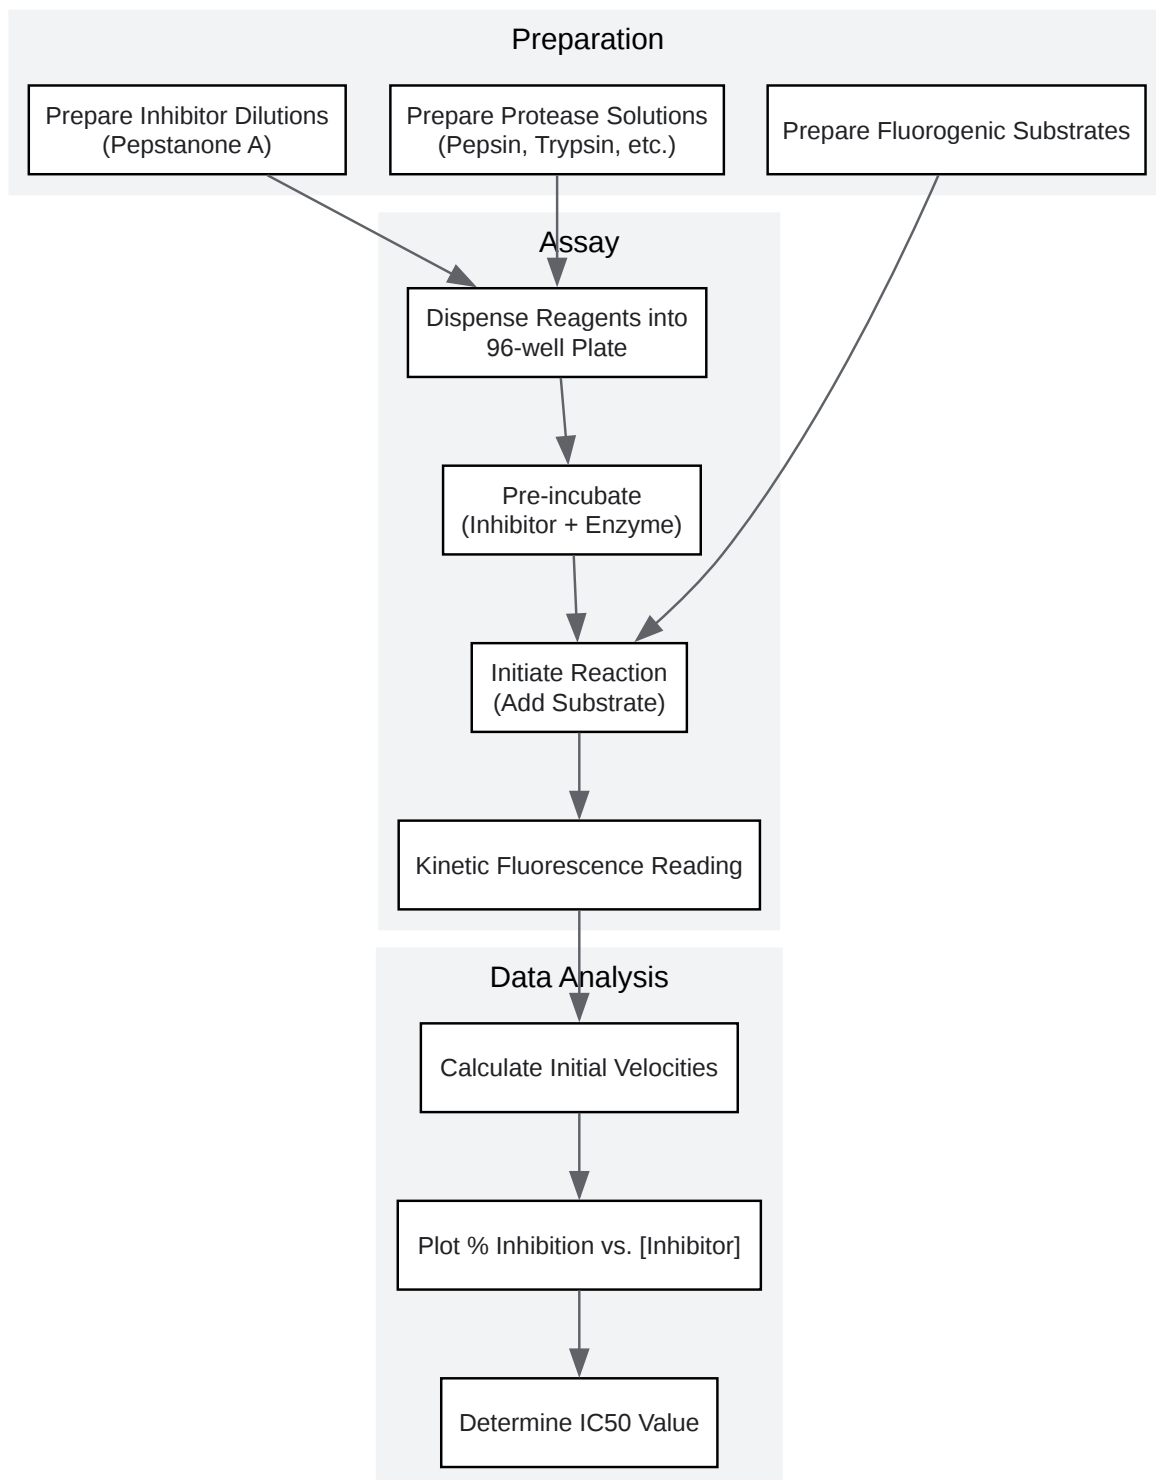 Preparation
Prepare Inhibitor Dilutions
(Pepstanone A)
Prepare Protease Solutions
(Pepsin, Trypsin, etc.)
Prepare Fluorogenic Substrates
Assay
Dispense Reagents into
96-well Plate
Pre-incubate
(Inhibitor + Enzyme)
Initiate Reaction
(Add Substrate)
Kinetic Fluorescence Reading
Data Analysis
Calculate Initial Velocities
Plot % Inhibition vs. [Inhibitor]
Determine IC50 Value